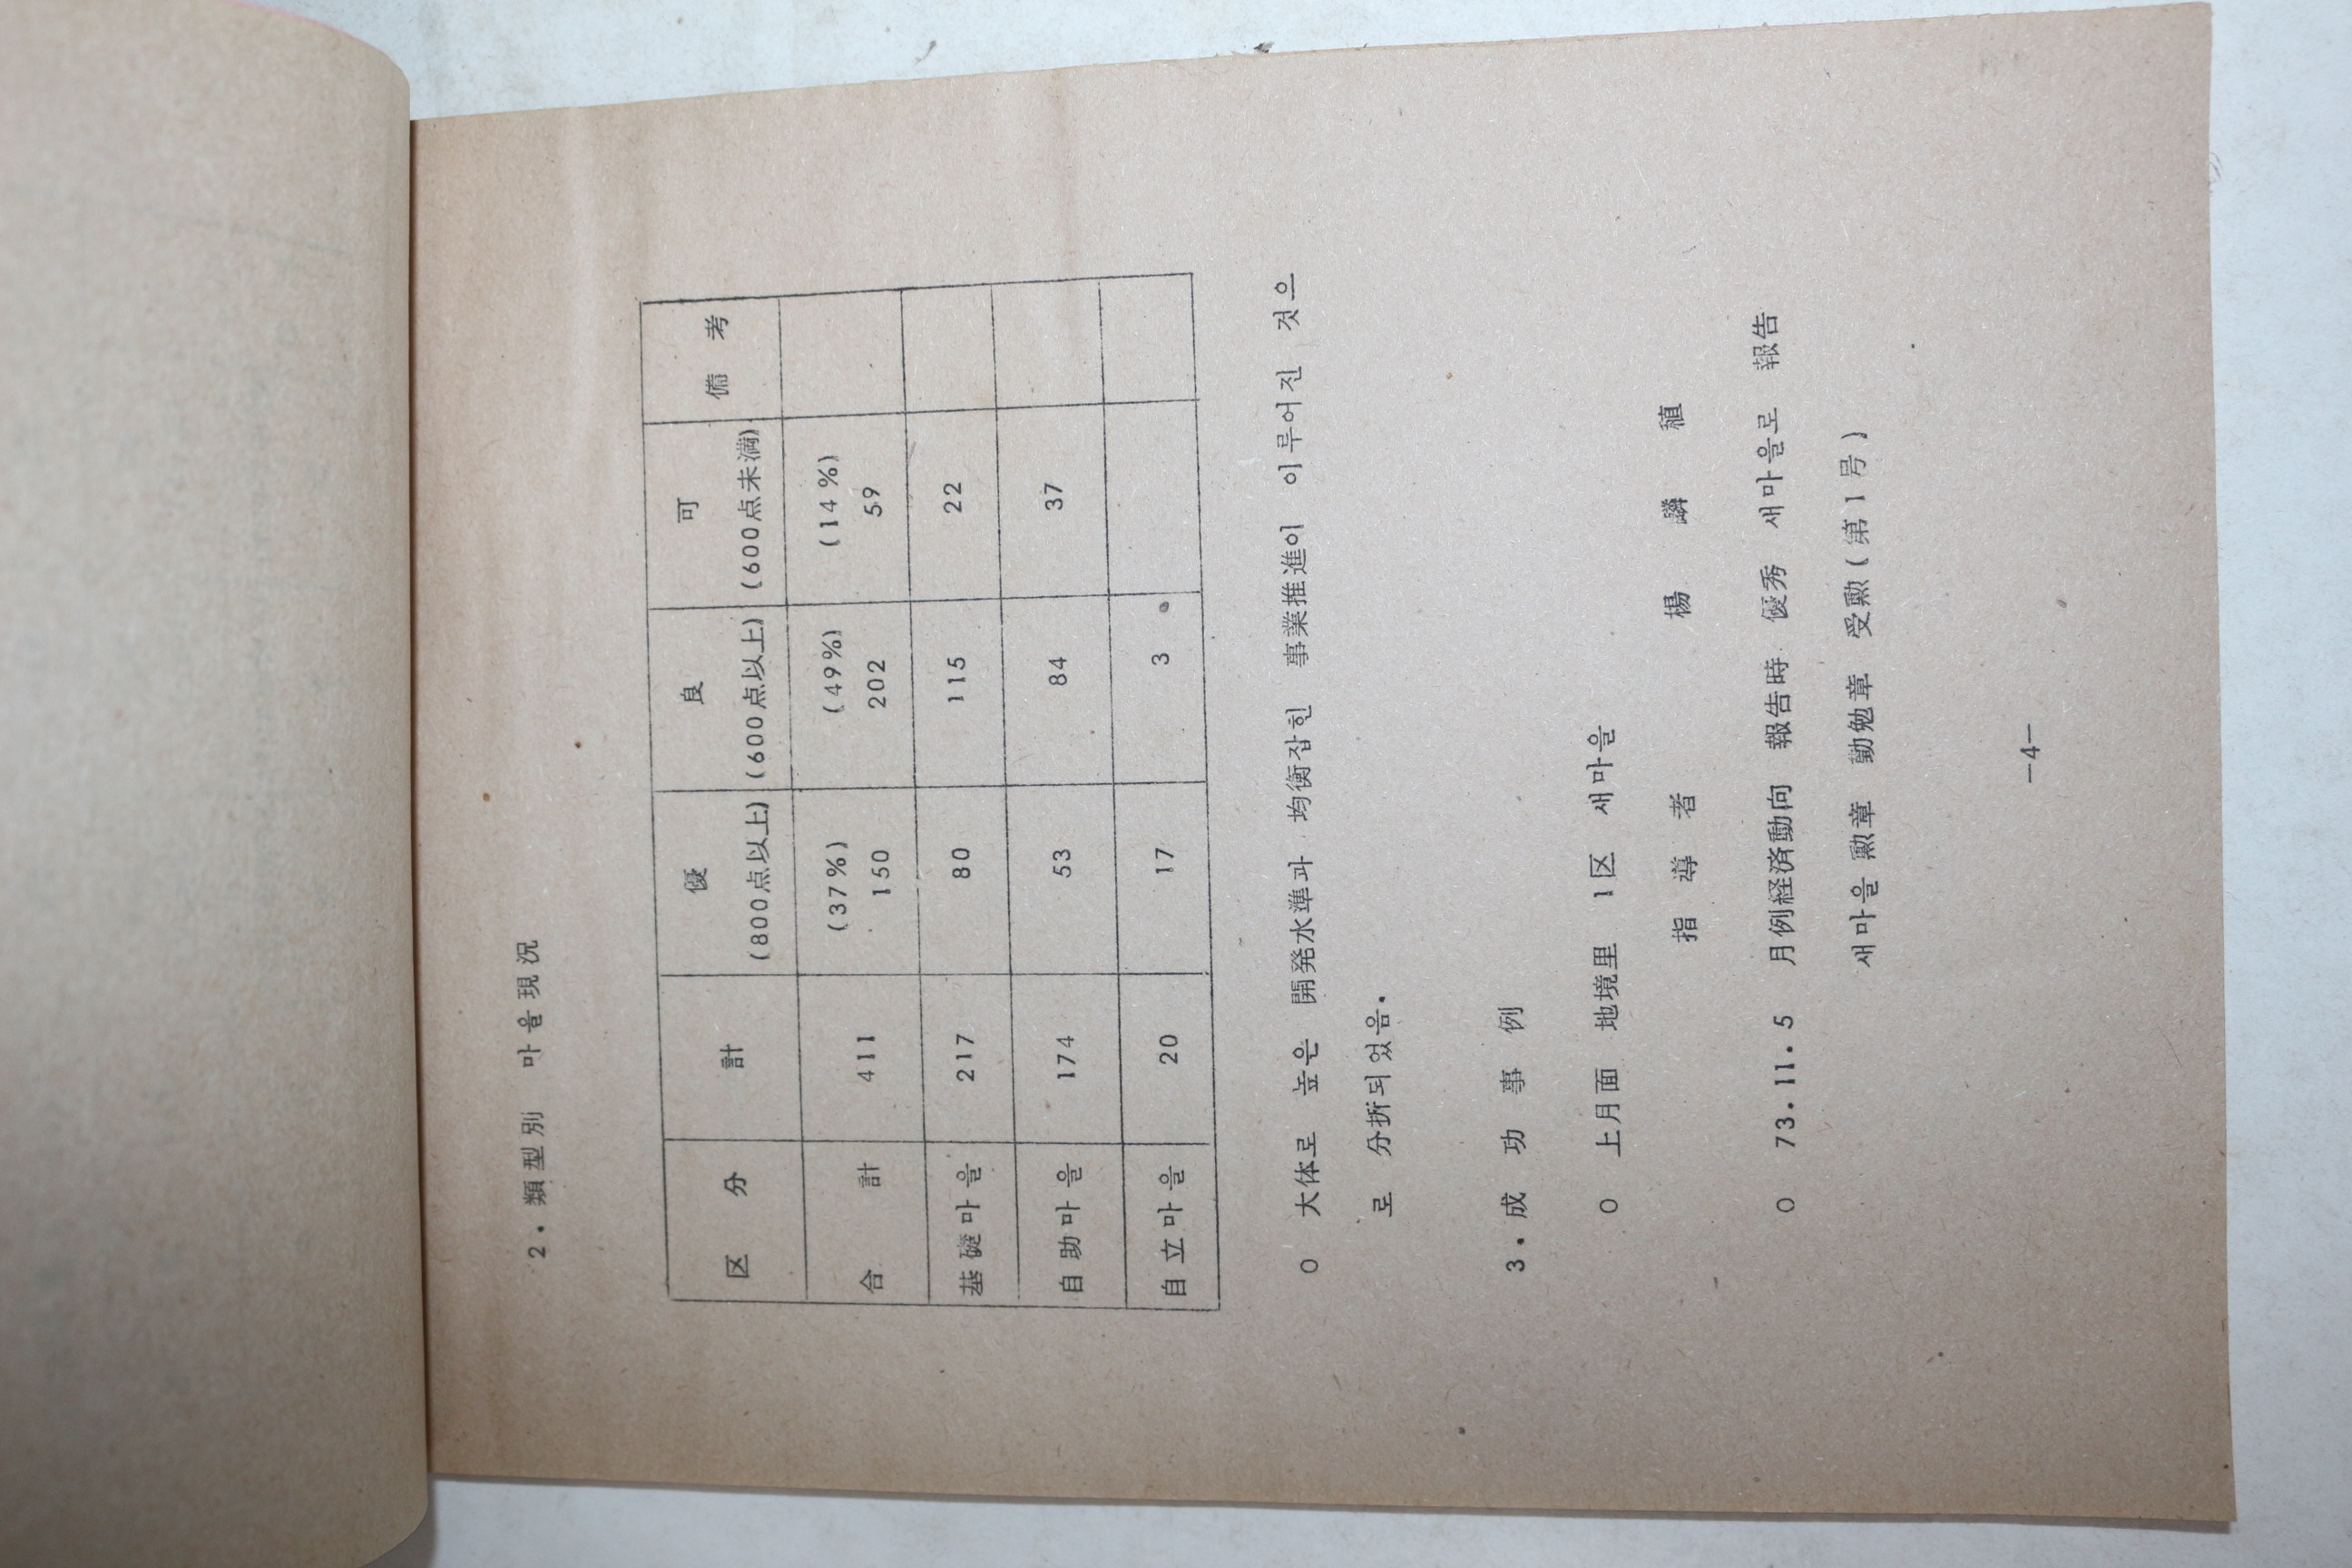 2. 類型別 마을現況
区 分 計 優 良 可 備 考
(800点以上) (600点以上) (600点未満)
(37%) (49%) (14%)
合 計 411 150 202 59
基礎마을 217 80 115 22
自助마을 174 53 84 37
自立마을 20 17 3
○ 大体로 높은 開発水準과 均衡잡힌 事業推進이 이루어진 것으
로 分折되었음.
3. 成 功 事 例
○ 上月面 地境里 1区 새마을
指 導 者 楊 麟 稙
○ 73.11.5 月例経済動向 報告時 優秀 새마을로 報告
새마을 勲章 勤勉章 受勲(第1号)
-4-